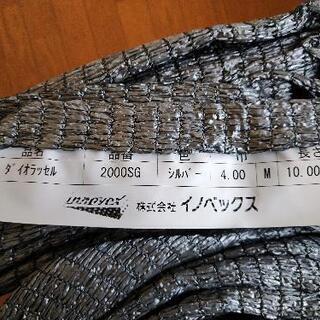 品名 品番 色 巾 長さ
ダイオラッセル 2000SG シルバー 4.00 M 10.00
innovex 株式会社 イノベックス